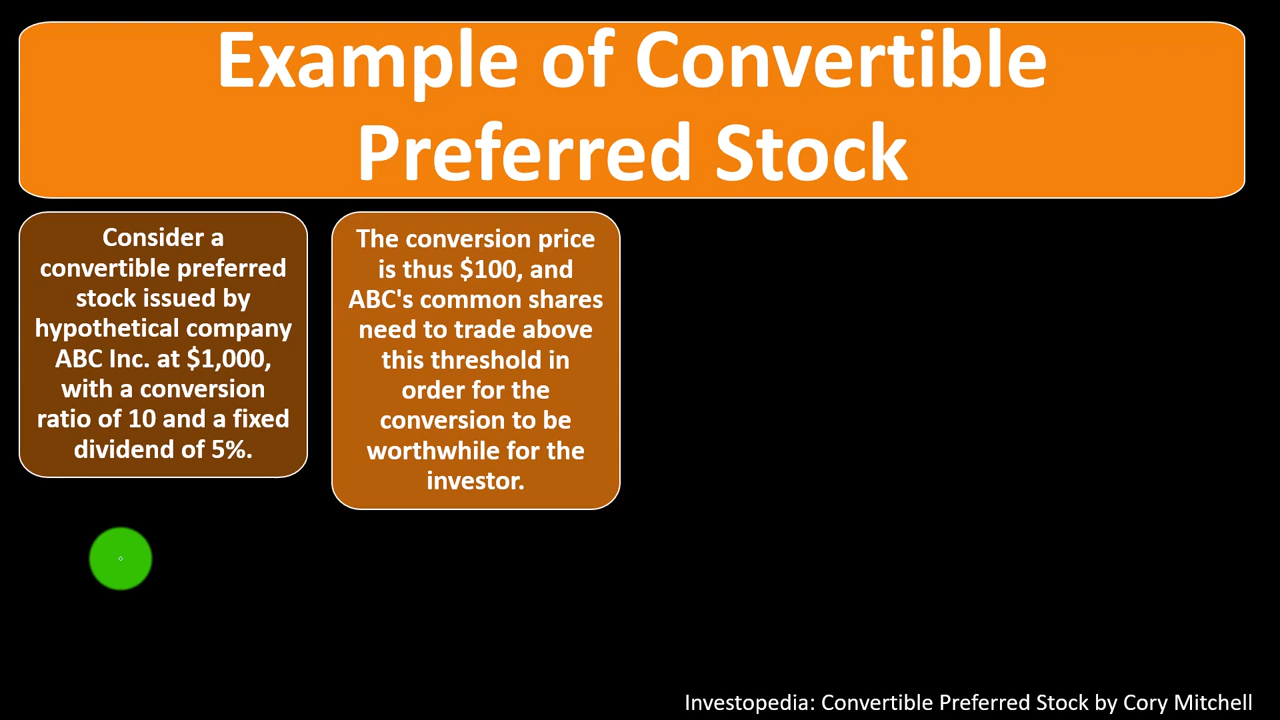 Example of Convertible
Preferred Stock
Consider a
convertible preferred
stock issued by
hypothetical company
ABC Inc. at $1,000,
with a conversion
ratio of 10 and a fixed
dividend of 5%.
The conversion price
is thus $100, and
ABC's common shares
need to trade above
this threshold in
order for the
conversion to be
worthwhile for the
investor.
Investopedia: Convertible Preferred Stock by Cory Mitchell